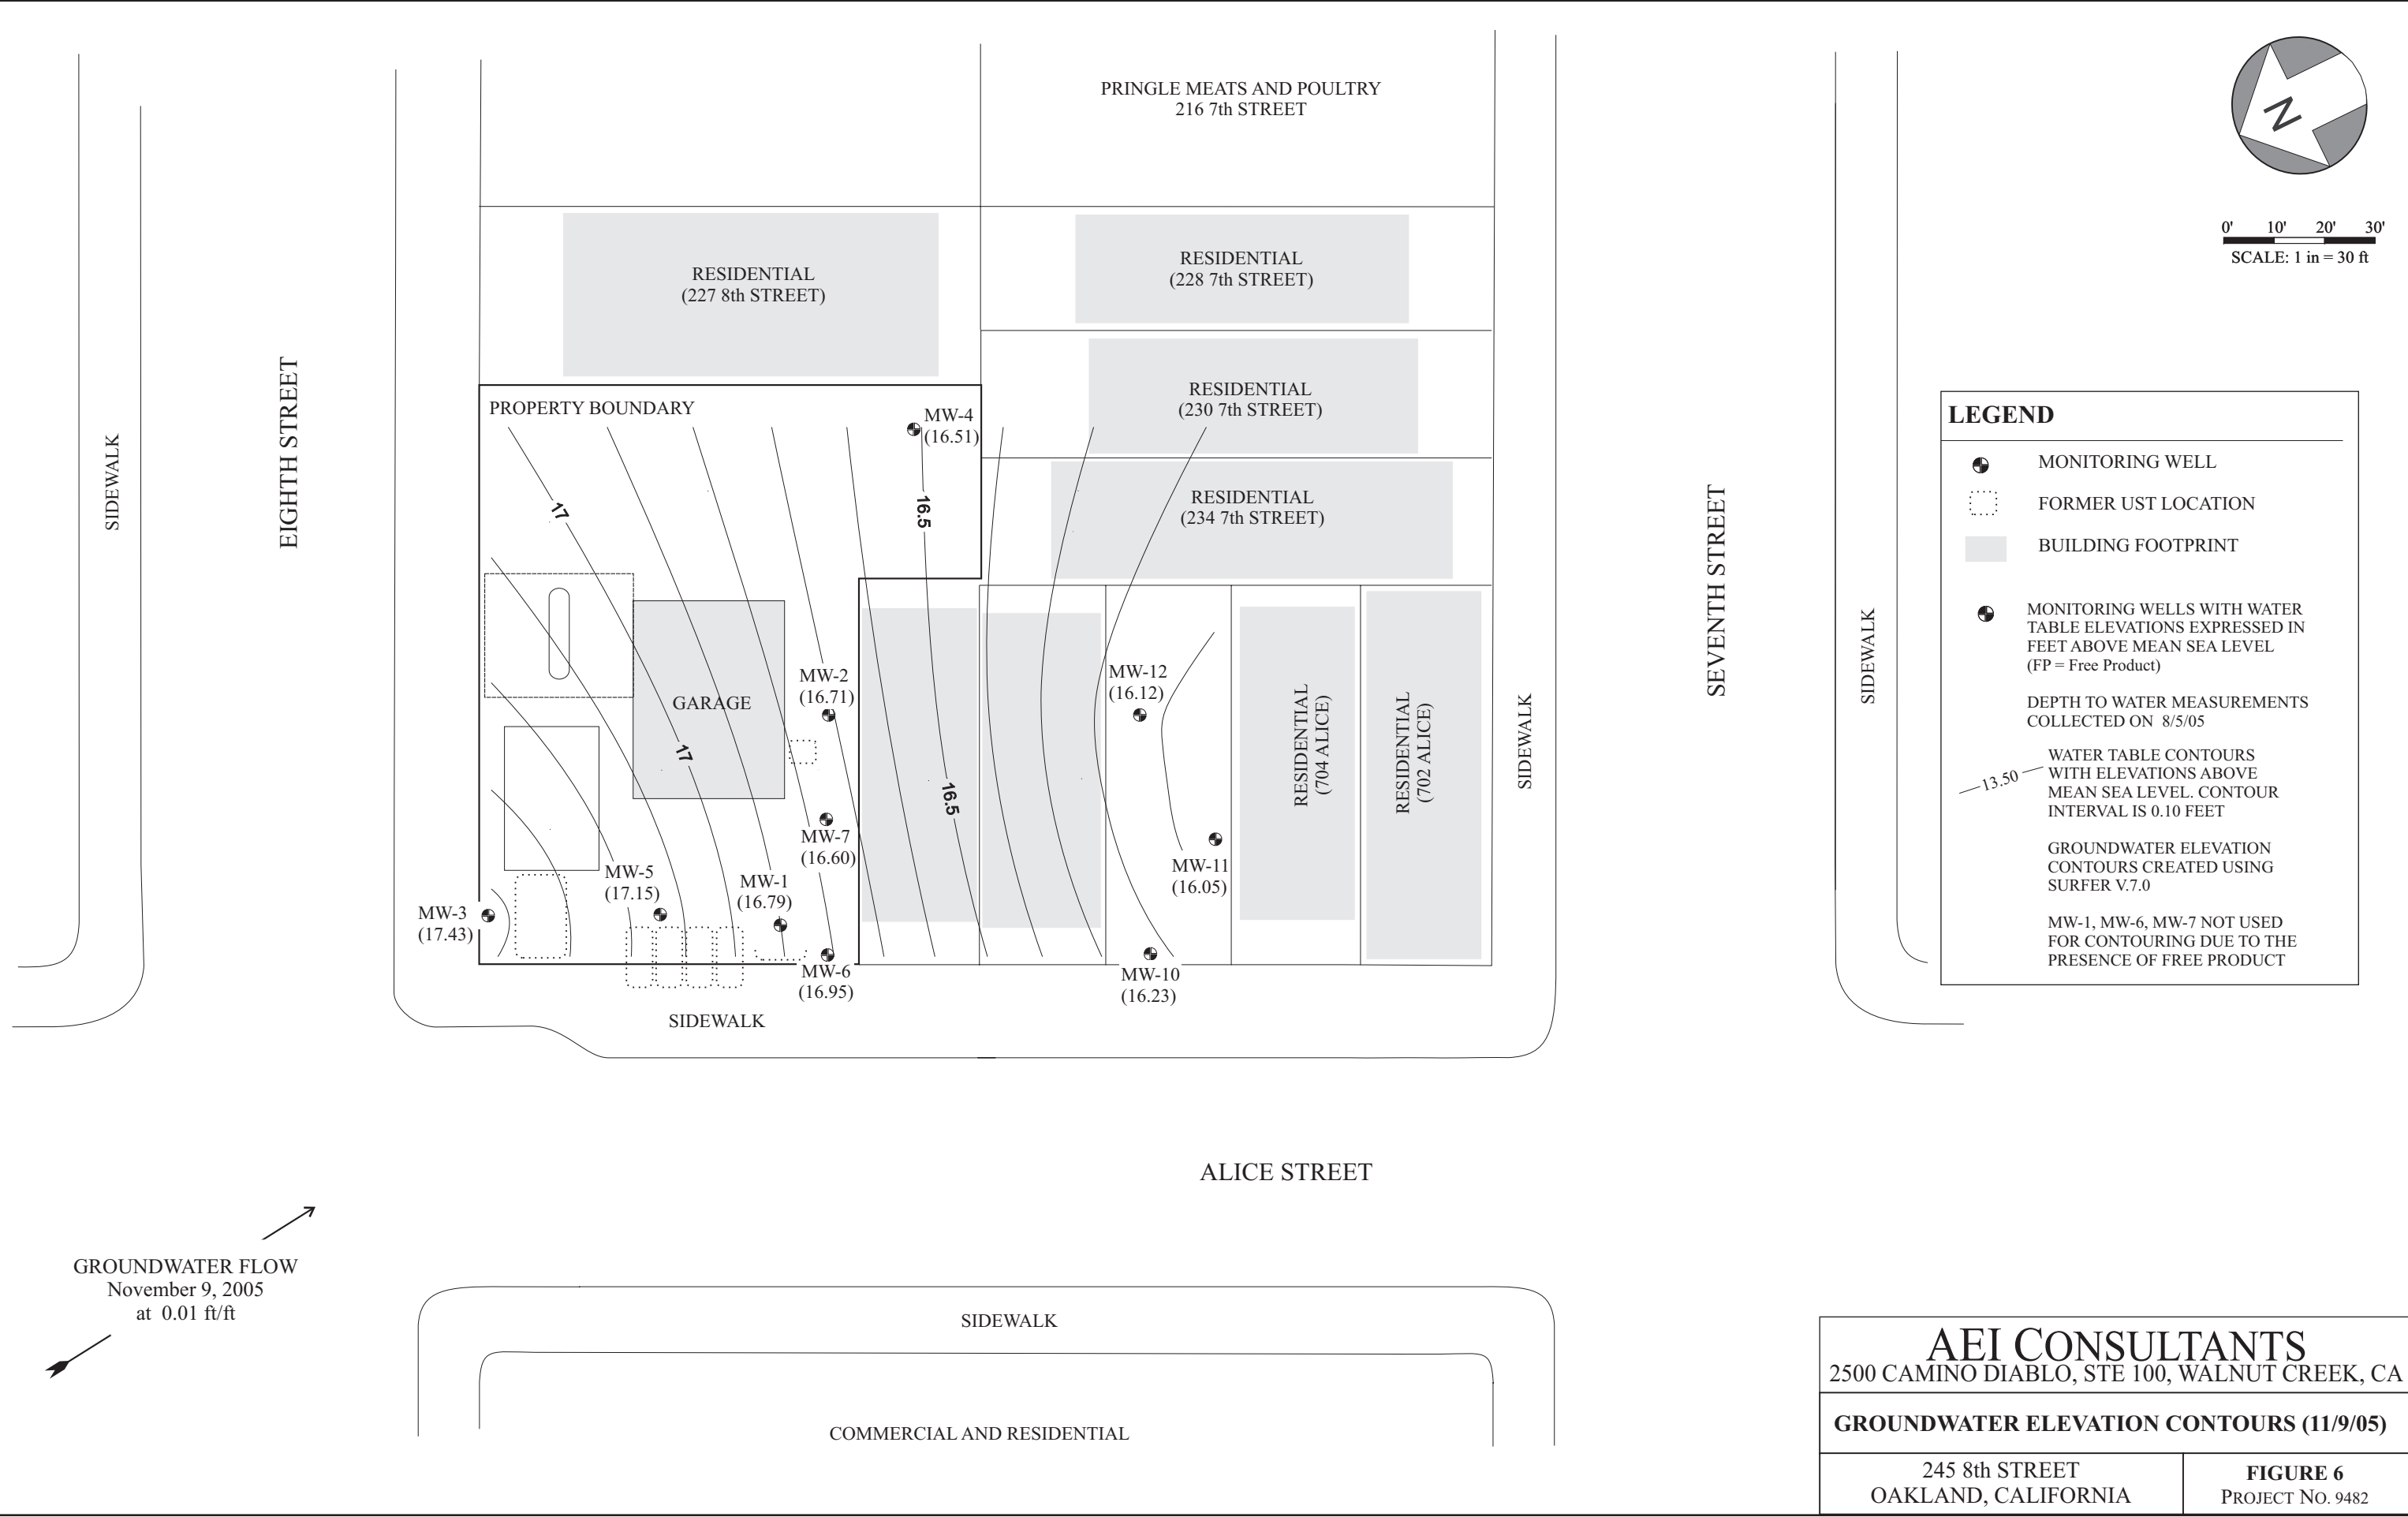 PRINGLE MEATS AND POULTRY
216 7th STREET
N
0' 10' 20' 30'
SCALE: 1 in = 30 ft
RESIDENTIAL
(227 8th STREET)
RESIDENTIAL
(228 7th STREET)
RESIDENTIAL
(230 7th STREET)
RESIDENTIAL
(234 7th STREET)
EIGHTH STREET
SIDEWALK
PROPERTY BOUNDARY
MW-4
(16.51)
17
16.5
GARAGE
17
16.5
MW-2
(16.71)
MW-7
(16.60)
MW-12
(16.12)
MW-11
(16.05)
MW-5
(17.15)
MW-1
(16.79)
MW-3
(17.43)
MW-6
(16.95)
MW-10
(16.23)
RESIDENTIAL
(704 ALICE)
RESIDENTIAL
(702 ALICE)
SIDEWALK
SEVENTH STREET
SIDEWALK
SIDEWALK
LEGEND
MONITORING WELL
FORMER UST LOCATION
BUILDING FOOTPRINT
MONITORING WELLS WITH WATER
TABLE ELEVATIONS EXPRESSED IN
FEET ABOVE MEAN SEA LEVEL
(FP = Free Product)
DEPTH TO WATER MEASUREMENTS
COLLECTED ON 8/5/05
13.50
WATER TABLE CONTOURS
WITH ELEVATIONS ABOVE
MEAN SEA LEVEL. CONTOUR
INTERVAL IS 0.10 FEET
GROUNDWATER ELEVATION
CONTOURS CREATED USING
SURFER V.7.0
MW-1, MW-6, MW-7 NOT USED
FOR CONTOURING DUE TO THE
PRESENCE OF FREE PRODUCT
ALICE STREET
GROUNDWATER FLOW
November 9, 2005
at 0.01 ft/ft
SIDEWALK
COMMERCIAL AND RESIDENTIAL
AEI CONSULTANTS
2500 CAMINO DIABLO, STE 100, WALNUT CREEK, CA
GROUNDWATER ELEVATION CONTOURS (11/9/05)
245 8th STREET
OAKLAND, CALIFORNIA
FIGURE 6
PROJECT NO. 9482